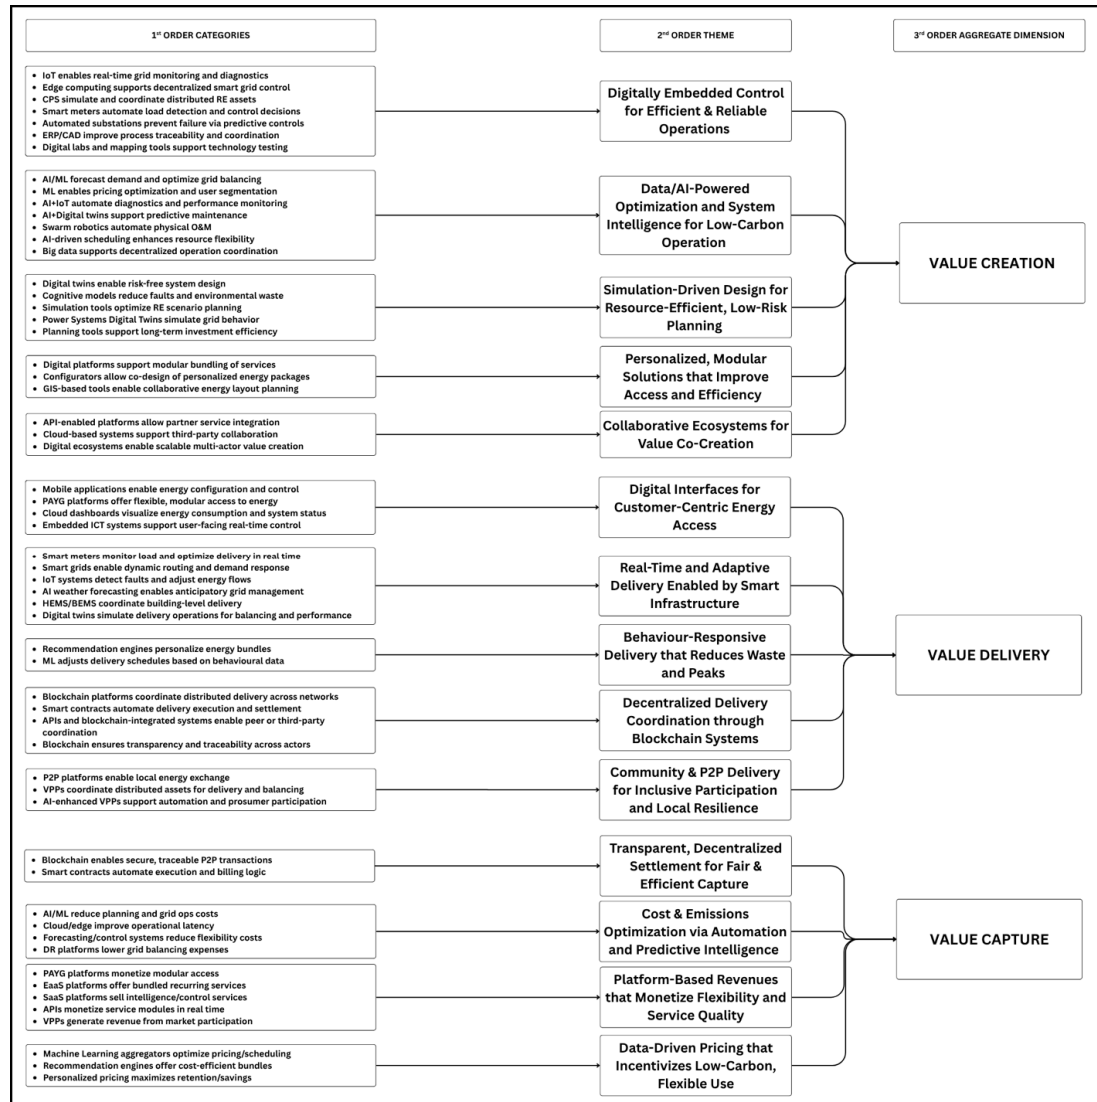 1st ORDER CATEGORIES
2nd ORDER THEME
3rd ORDER AGGREGATE DIMENSION
• IoT enables real-time grid monitoring and diagnostics
• Edge computing supports decentralized smart grid control
• CPS simulate and coordinate distributed RE assets
• Smart meters automate load detection and control decisions
• Automated substations prevent failure via predictive controls
• ERP/CAD improve process traceability and coordination
• Digital labs and mapping tools support technology testing
Digitally Embedded Control
for Efficient & Reliable
Operations
• AI/ML forecast demand and optimize grid balancing
• ML enables pricing optimization and user segmentation
• AI+IoT automate diagnostics and performance monitoring
• AI+Digital twins support predictive maintenance
• Swarm robotics automate physical O&M
• AI-driven scheduling enhances resource flexibility
• Big data supports decentralized operation coordination
Data/AI-Powered
Optimization and System
Intelligence for Low-Carbon
Operation
• Digital twins enable risk-free system design
• Cognitive models reduce faults and environmental waste
• Simulation tools optimize RE scenario planning
• Power Systems Digital Twins simulate grid behavior
• Planning tools support long-term investment efficiency
Simulation-Driven Design for
Resource-Efficient, Low-Risk
Planning
• Digital platforms support modular bundling of services
• Configurators allow co-design of personalized energy packages
• GIS-based tools enable collaborative energy layout planning
Personalized, Modular
Solutions that Improve
Access and Efficiency
• API-enabled platforms allow partner service integration
• Cloud-based systems support third-party collaboration
• Digital ecosystems enable scalable multi-actor value creation
Collaborative Ecosystems for
Value Co-Creation
VALUE CREATION
• Mobile applications enable energy configuration and control
• PAYG platforms offer flexible, modular access to energy
• Cloud dashboards visualize energy consumption and system status
• Embedded ICT systems support user-facing real-time control
Digital Interfaces for
Customer-Centric Energy
Access
• Smart meters monitor load and optimize delivery in real time
• Smart grids enable dynamic routing and demand response
• IoT systems detect faults and adjust energy flows
• AI weather forecasting enables anticipatory grid management
• HEMS/BEMS coordinate building-level delivery
• Digital twins simulate delivery operations for balancing and performance
Real-Time and Adaptive
Delivery Enabled by Smart
Infrastructure
• Recommendation engines personalize energy bundles
• ML adjusts delivery schedules based on behavioural data
Behaviour-Responsive
Delivery that Reduces Waste
and Peaks
• Blockchain platforms coordinate distributed delivery across networks
• Smart contracts automate delivery execution and settlement
• APIs and blockchain-integrated systems enable peer or third-party
coordination
• Blockchain ensures transparency and traceability across actors
Decentralized Delivery
Coordination through
Blockchain Systems
• P2P platforms enable local energy exchange
• VPPs coordinate distributed assets for delivery and balancing
• AI-enhanced VPPs support automation and prosumer participation
Community & P2P Delivery
for Inclusive Participation
and Local Resilience
VALUE DELIVERY
• Blockchain enables secure, traceable P2P transactions
• Smart contracts automate execution and billing logic
Transparent, Decentralized
Settlement for Fair &
Efficient Capture
• AI/ML reduce planning and grid ops costs
• Cloud/edge improve operational latency
• Forecasting/control systems reduce flexibility costs
• DR platforms lower grid balancing expenses
Cost & Emissions
Optimization via Automation
and Predictive Intelligence
• PAYG platforms monetize modular access
• EaaS platforms offer bundled recurring services
• SaaS platforms sell intelligence/control services
• APIs monetize service modules in real time
• VPPs generate revenue from market participation
Platform-Based Revenues
that Monetize Flexibility and
Service Quality
• Machine Learning aggregators optimize pricing/scheduling
• Recommendation engines offer cost-efficient bundles
• Personalized pricing maximizes retention/savings
Data-Driven Pricing that
Incentivizes Low-Carbon,
Flexible Use
VALUE CAPTURE